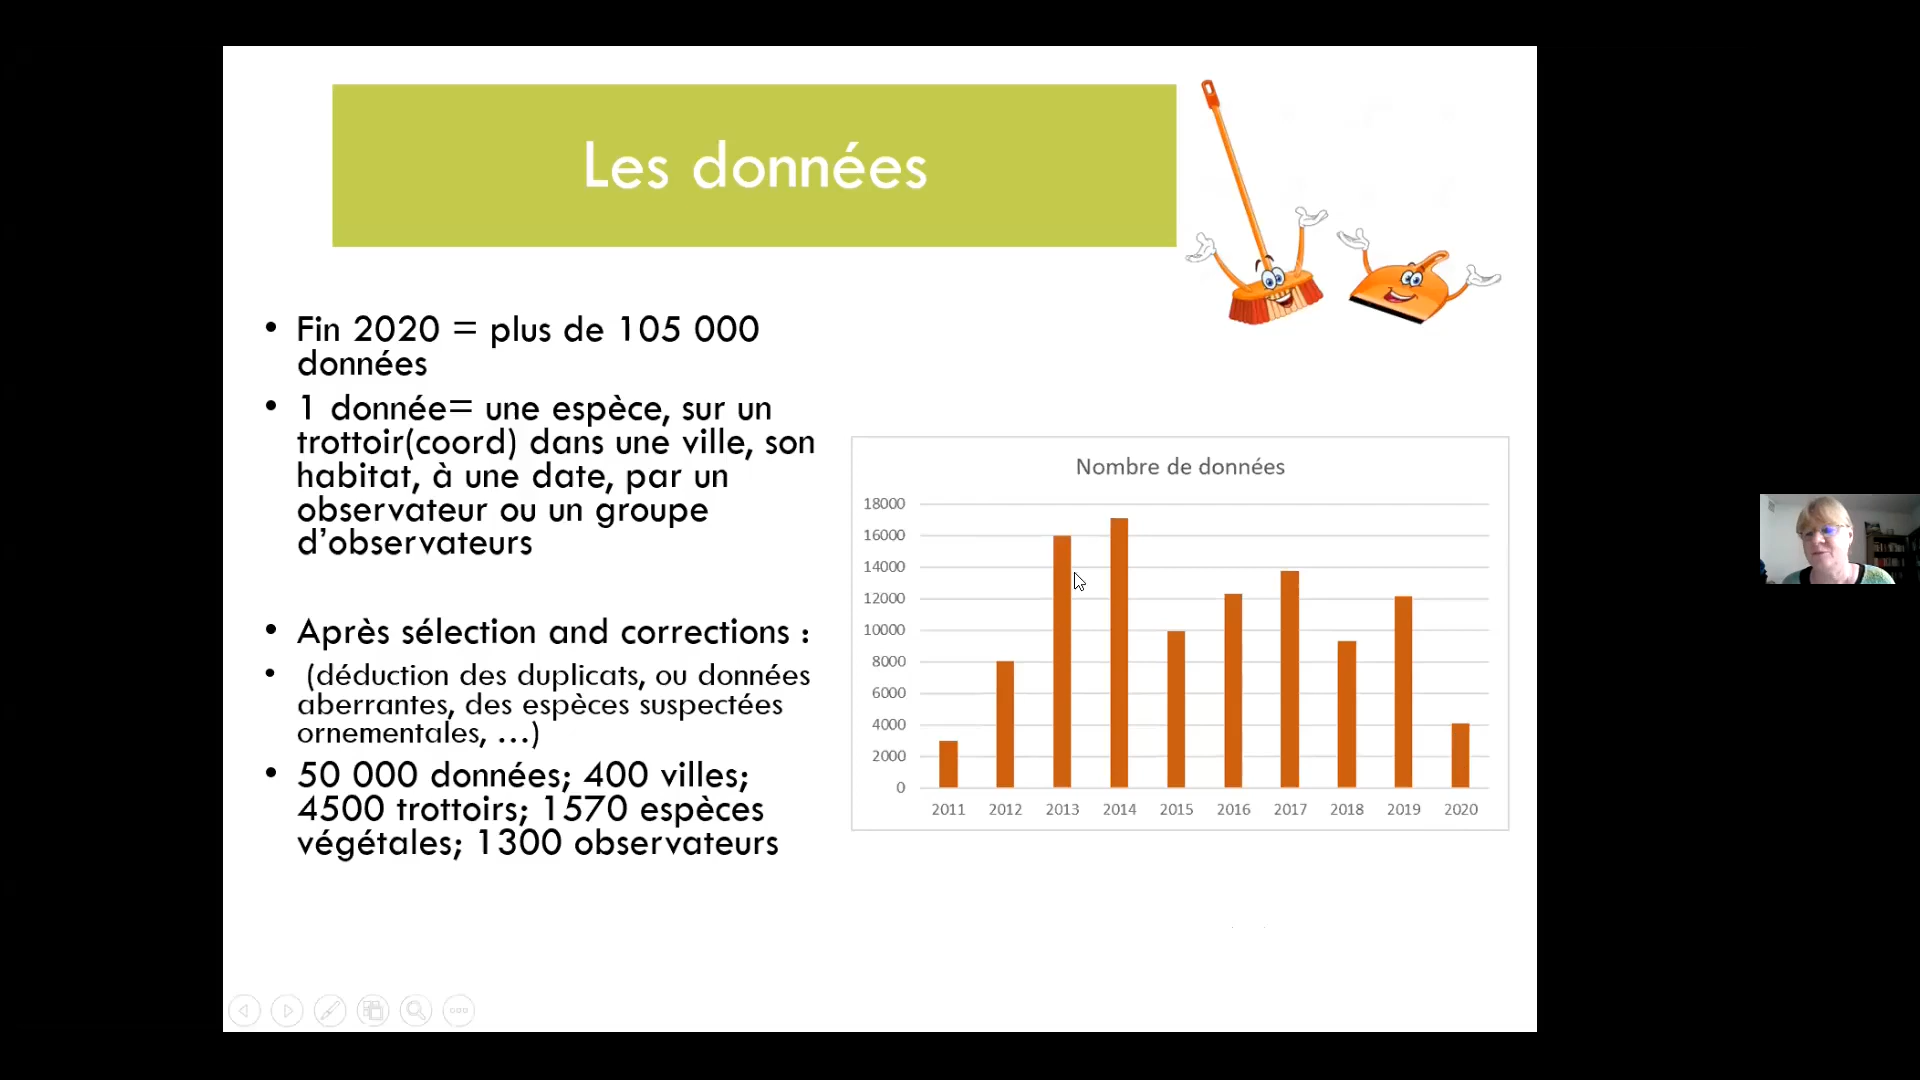 Les données
• Fin 2020 = plus de 105 000
données
• 1 donnée= une espèce, sur un
trottoir(coord) dans une ville, son
habitat, à une date, par un
observateur ou un groupe
d’observateurs
• Après sélection and corrections :
• (déduction des duplicats, ou données
aberrantes, des espèces suspectées
ornementales, …)
• 50 000 données; 400 villes;
4500 trottoirs; 1570 espèces
végétales; 1300 observateurs
Nombre de données
18000
16000
14000
12000
10000
8000
6000
4000
2000
0
2011 2012 2013 2014 2015 2016 2017 2018 2019 2020